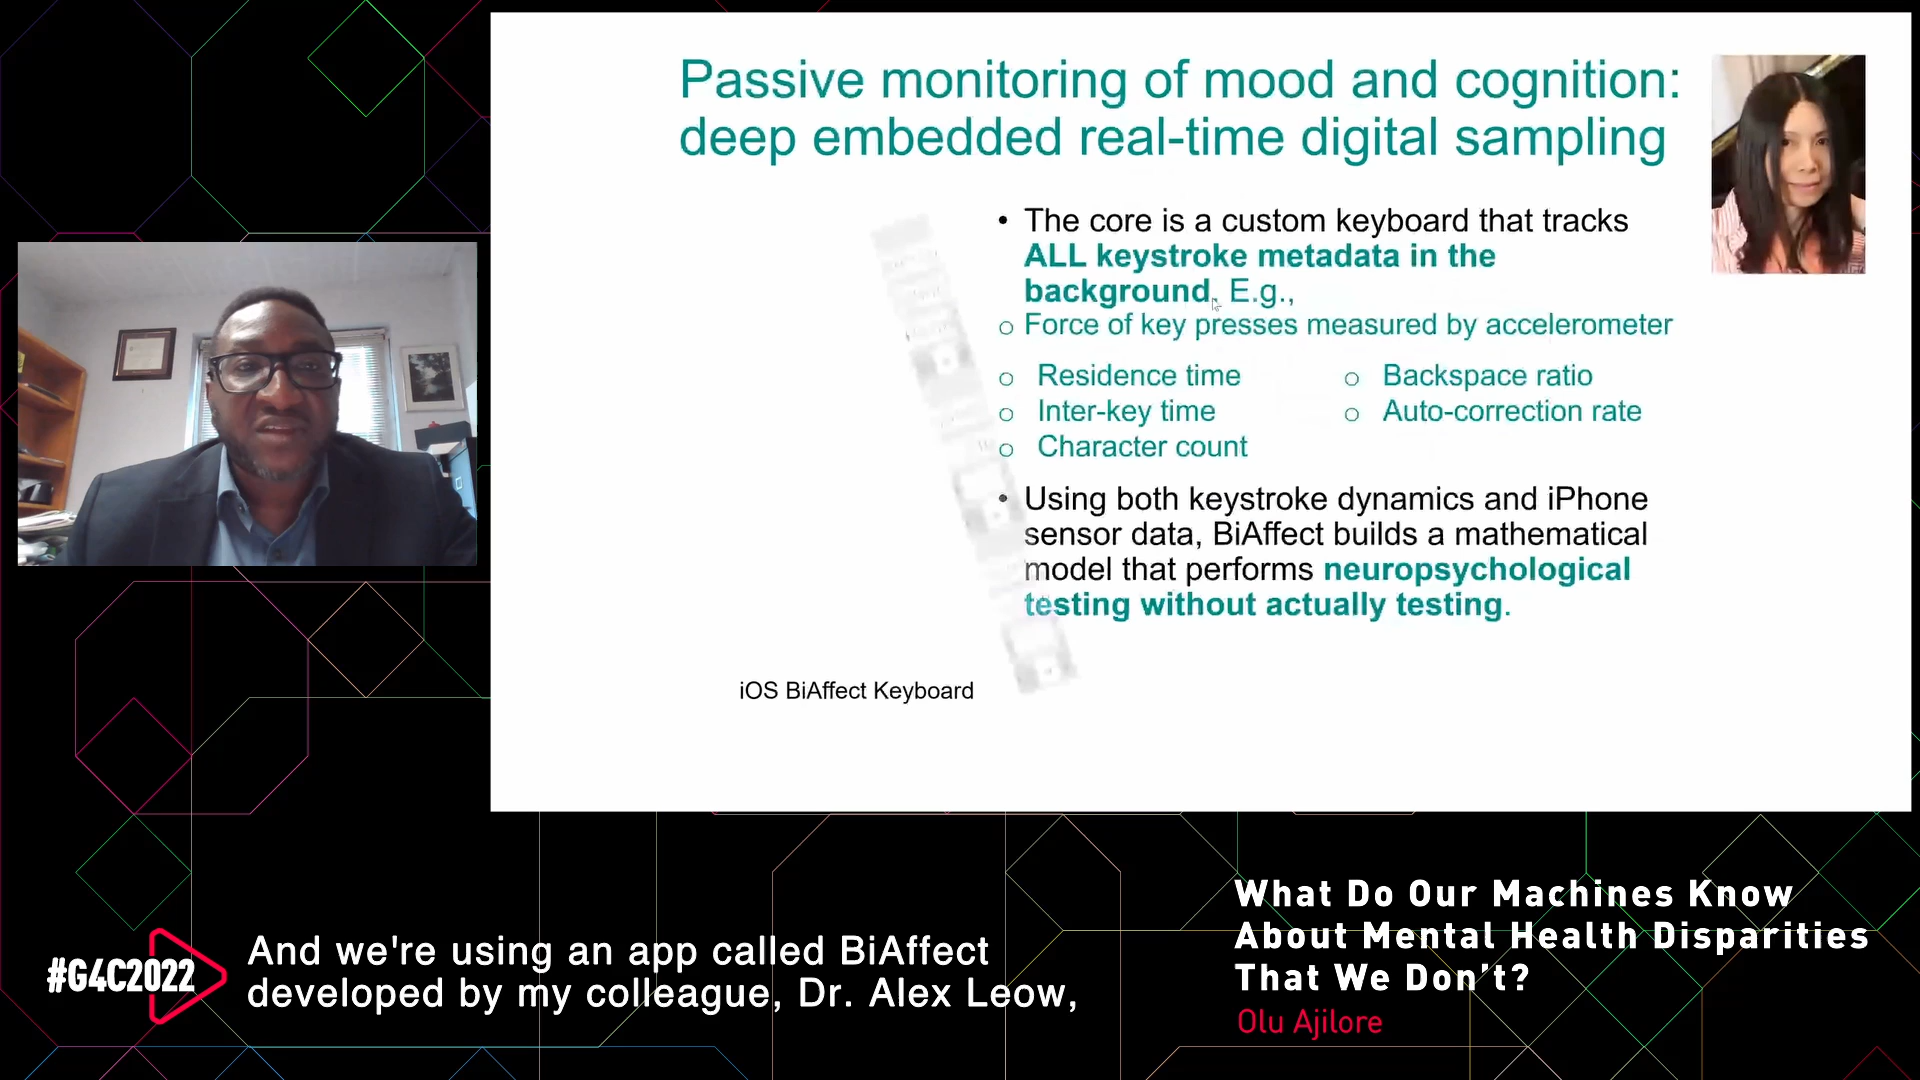 Passive monitoring of mood and cognition:
deep embedded real-time digital sampling
• The core is a custom keyboard that tracks
ALL keystroke metadata in the
background. E.g.,
o Force of key presses measured by accelerometer
o Residence time
o Inter-key time
o Character count
o Backspace ratio
o Auto-correction rate
• Using both keystroke dynamics and iPhone
sensor data, BiAffect builds a mathematical
model that performs neuropsychological
testing without actually testing.
iOS BiAffect Keyboard
#G4C2022
And we're using an app called BiAffect
developed by my colleague, Dr. Alex Leow,
What Do Our Machines Know
About Mental Health Disparities
That We Don't?
Olu Ajilore